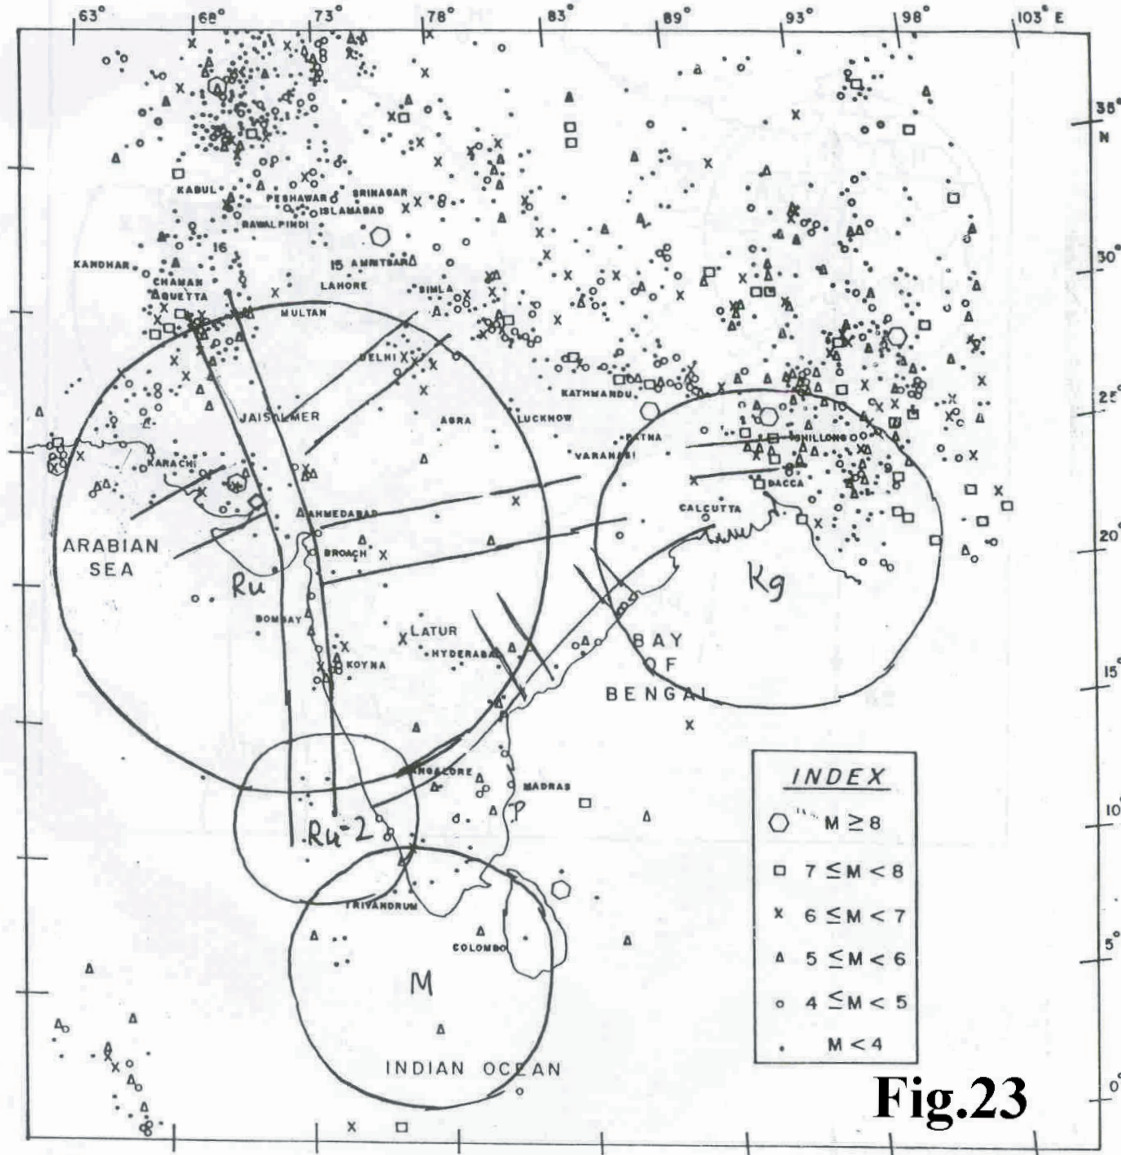 63° 68° 73° 78° 83° 89° 93° 98° 103° E
35°
N
KABUL
PESHAWAR
SRINAGAR
ISLAMABAD
RAWALPINDI
16
KANDHAR
15 AMRITSAR
30°
CHAMAN
QUETTA
LAHORE
SIMLA
MULTAN
DELHI
KATHMANDU
25°
JAISALMER
AGRA
LUCKNOW
PATNA
SHILLONG
VARANASI
KARACHI
DACCA
CALCUTTA
AHMEDABAD
20°
ARABIAN
SEA
BROACH
Ru
Kg
BOMBAY
LATUR
HYDERABA
BAY
OF
BENGAL
KOYNA
15°
ANGALORE
MADRAS
P
10°
Ru-2
TRIVANDRUM
COLOMBO
5°
M
INDIAN OCEAN
0°
INDEX
M ≥ 8
7 ≤ M < 8
6 ≤ M < 7
5 ≤ M < 6
4 ≤ M < 5
M < 4
Fig.23